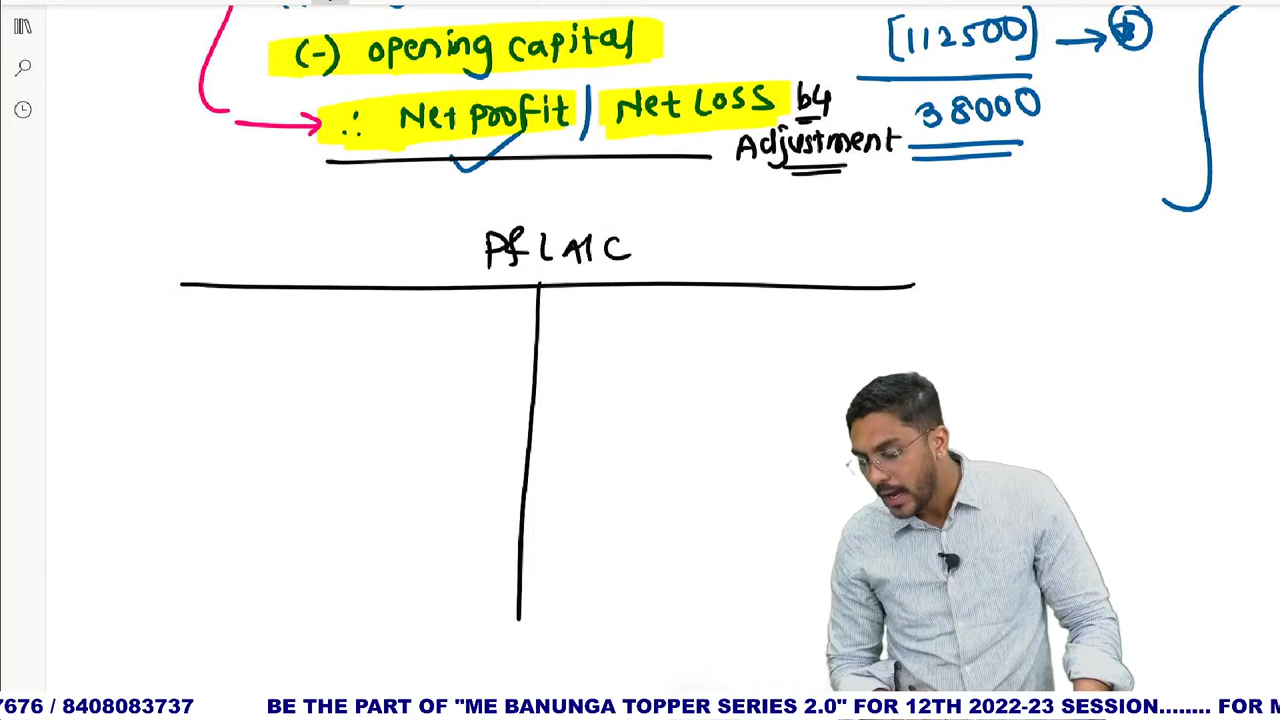 (-) opening capital [112500] →
∴ Net profit / Net Loss b4 38000
Adjustment
P&L A/C
7676 / 8408083737 BE THE PART OF "ME BANUNGA TOPPER SERIES 2.0" FOR 12TH 2022-23 SESSION........ FOR M